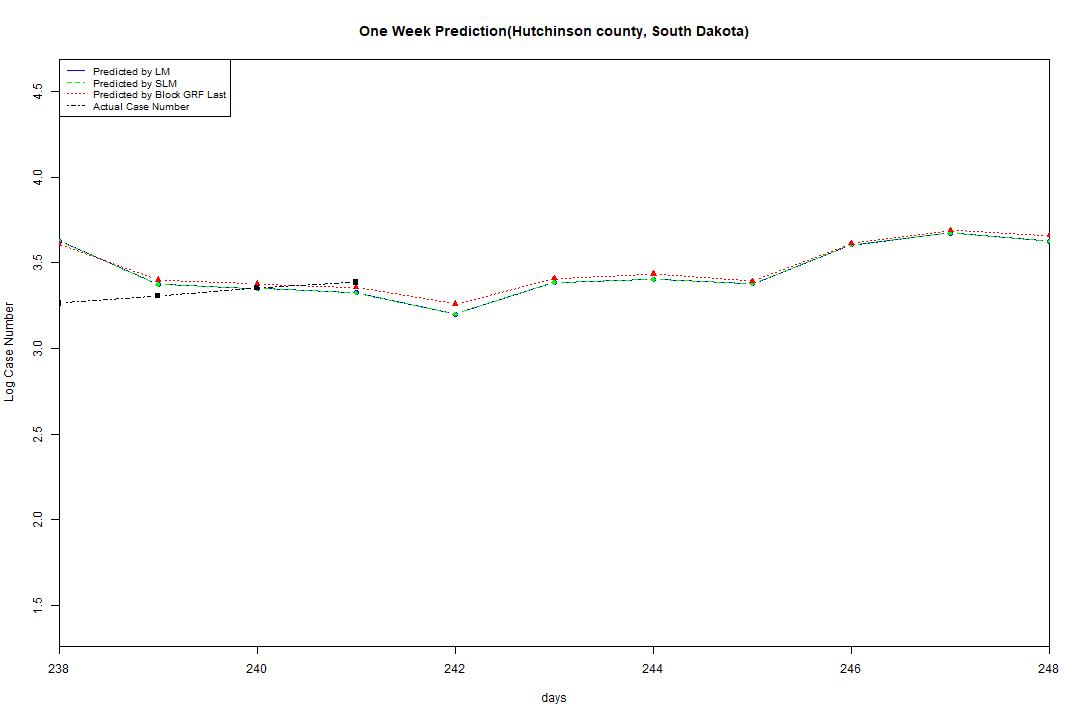 One Week Prediction(Hutchinson county, South Dakota)
Predicted by LM
Predicted by SLM
Predicted by Block GRF Last
Actual Case Number
4.5
4.0
3.5
3.0
2.5
2.0
1.5
Log Case Number
238 240 242 244 246 248
days